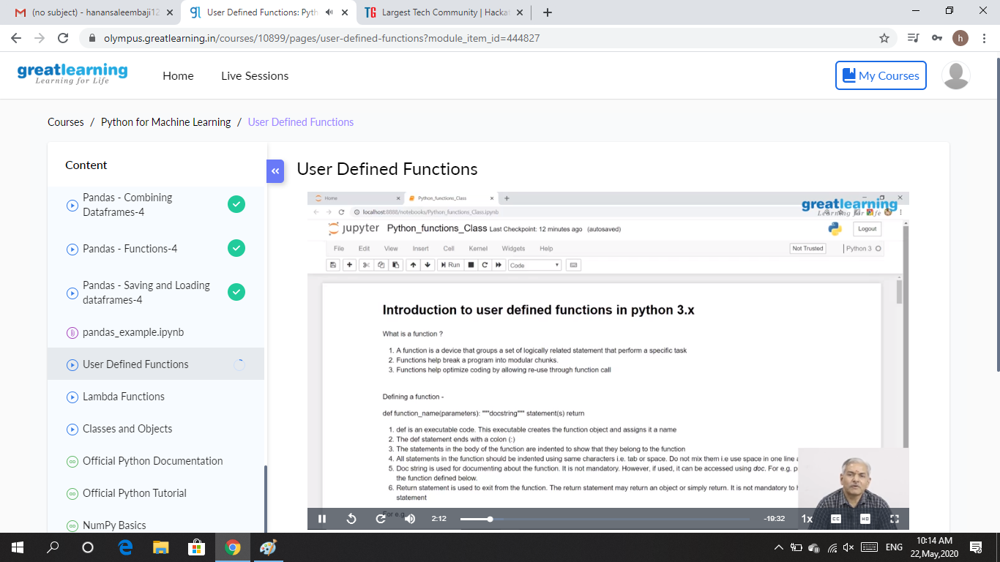 (no subject) - hanansaleembaji12
User Defined Functions: Pyth
TG Largest Tech Community | Hacka
olympus.greatlearning.in/courses/10899/pages/user-defined-functions?module_item_id=444827
h
greatlearning
Learning for Life
Home
Live Sessions
My Courses
Courses / Python for Machine Learning / User Defined Functions
Content
Pandas - Combining
Dataframes-4
Pandas - Functions-4
Pandas - Saving and Loading
dataframes-4
pandas_example.ipynb
User Defined Functions
Lambda Functions
Classes and Objects
Official Python Documentation
Official Python Tutorial
NumPy Basics
User Defined Functions
Home
Python_functions_Class
greatlearning
Learning for Life
localhost:8888/notebooks/Python_functions_Class.ipynb
jupyter Python_functions_Class Last Checkpoint: 12 minutes ago (autosaved)
Logout
File Edit View Insert Cell Kernel Widgets Help
Not Trusted
Python 3
Run
Code
Introduction to user defined functions in python 3.x
What is a function ?
1. A function is a device that groups a set of logically related statement that perform a specific task
2. Functions help break a program into modular chunks.
3. Functions help optimize coding by allowing re-use through function call
Defining a function -
def function_name(parameters): """docstring""" statement(s) return
1. def is an executable code. This executable creates the function object and assigns it a name
2. The def statement ends with a colon (:)
3. The statements in the body of the function are indented to show that they belong to the function
4. All statements in the function should be indented using same characters i.e. tab or space. Do not mix them i.e use space in one line
5. Doc string is used for documenting about the function. It is not mandatory. However, if used, it can be accessed using doc. For e.g.
the function defined below.
6. Return statement is used to exit from the function. The return statement may return an object or simply return. It is not mandatory to
statement
For e.g.
2:12
-19:32
1x
CC
HD
ENG
10:14 AM
22,May,2020